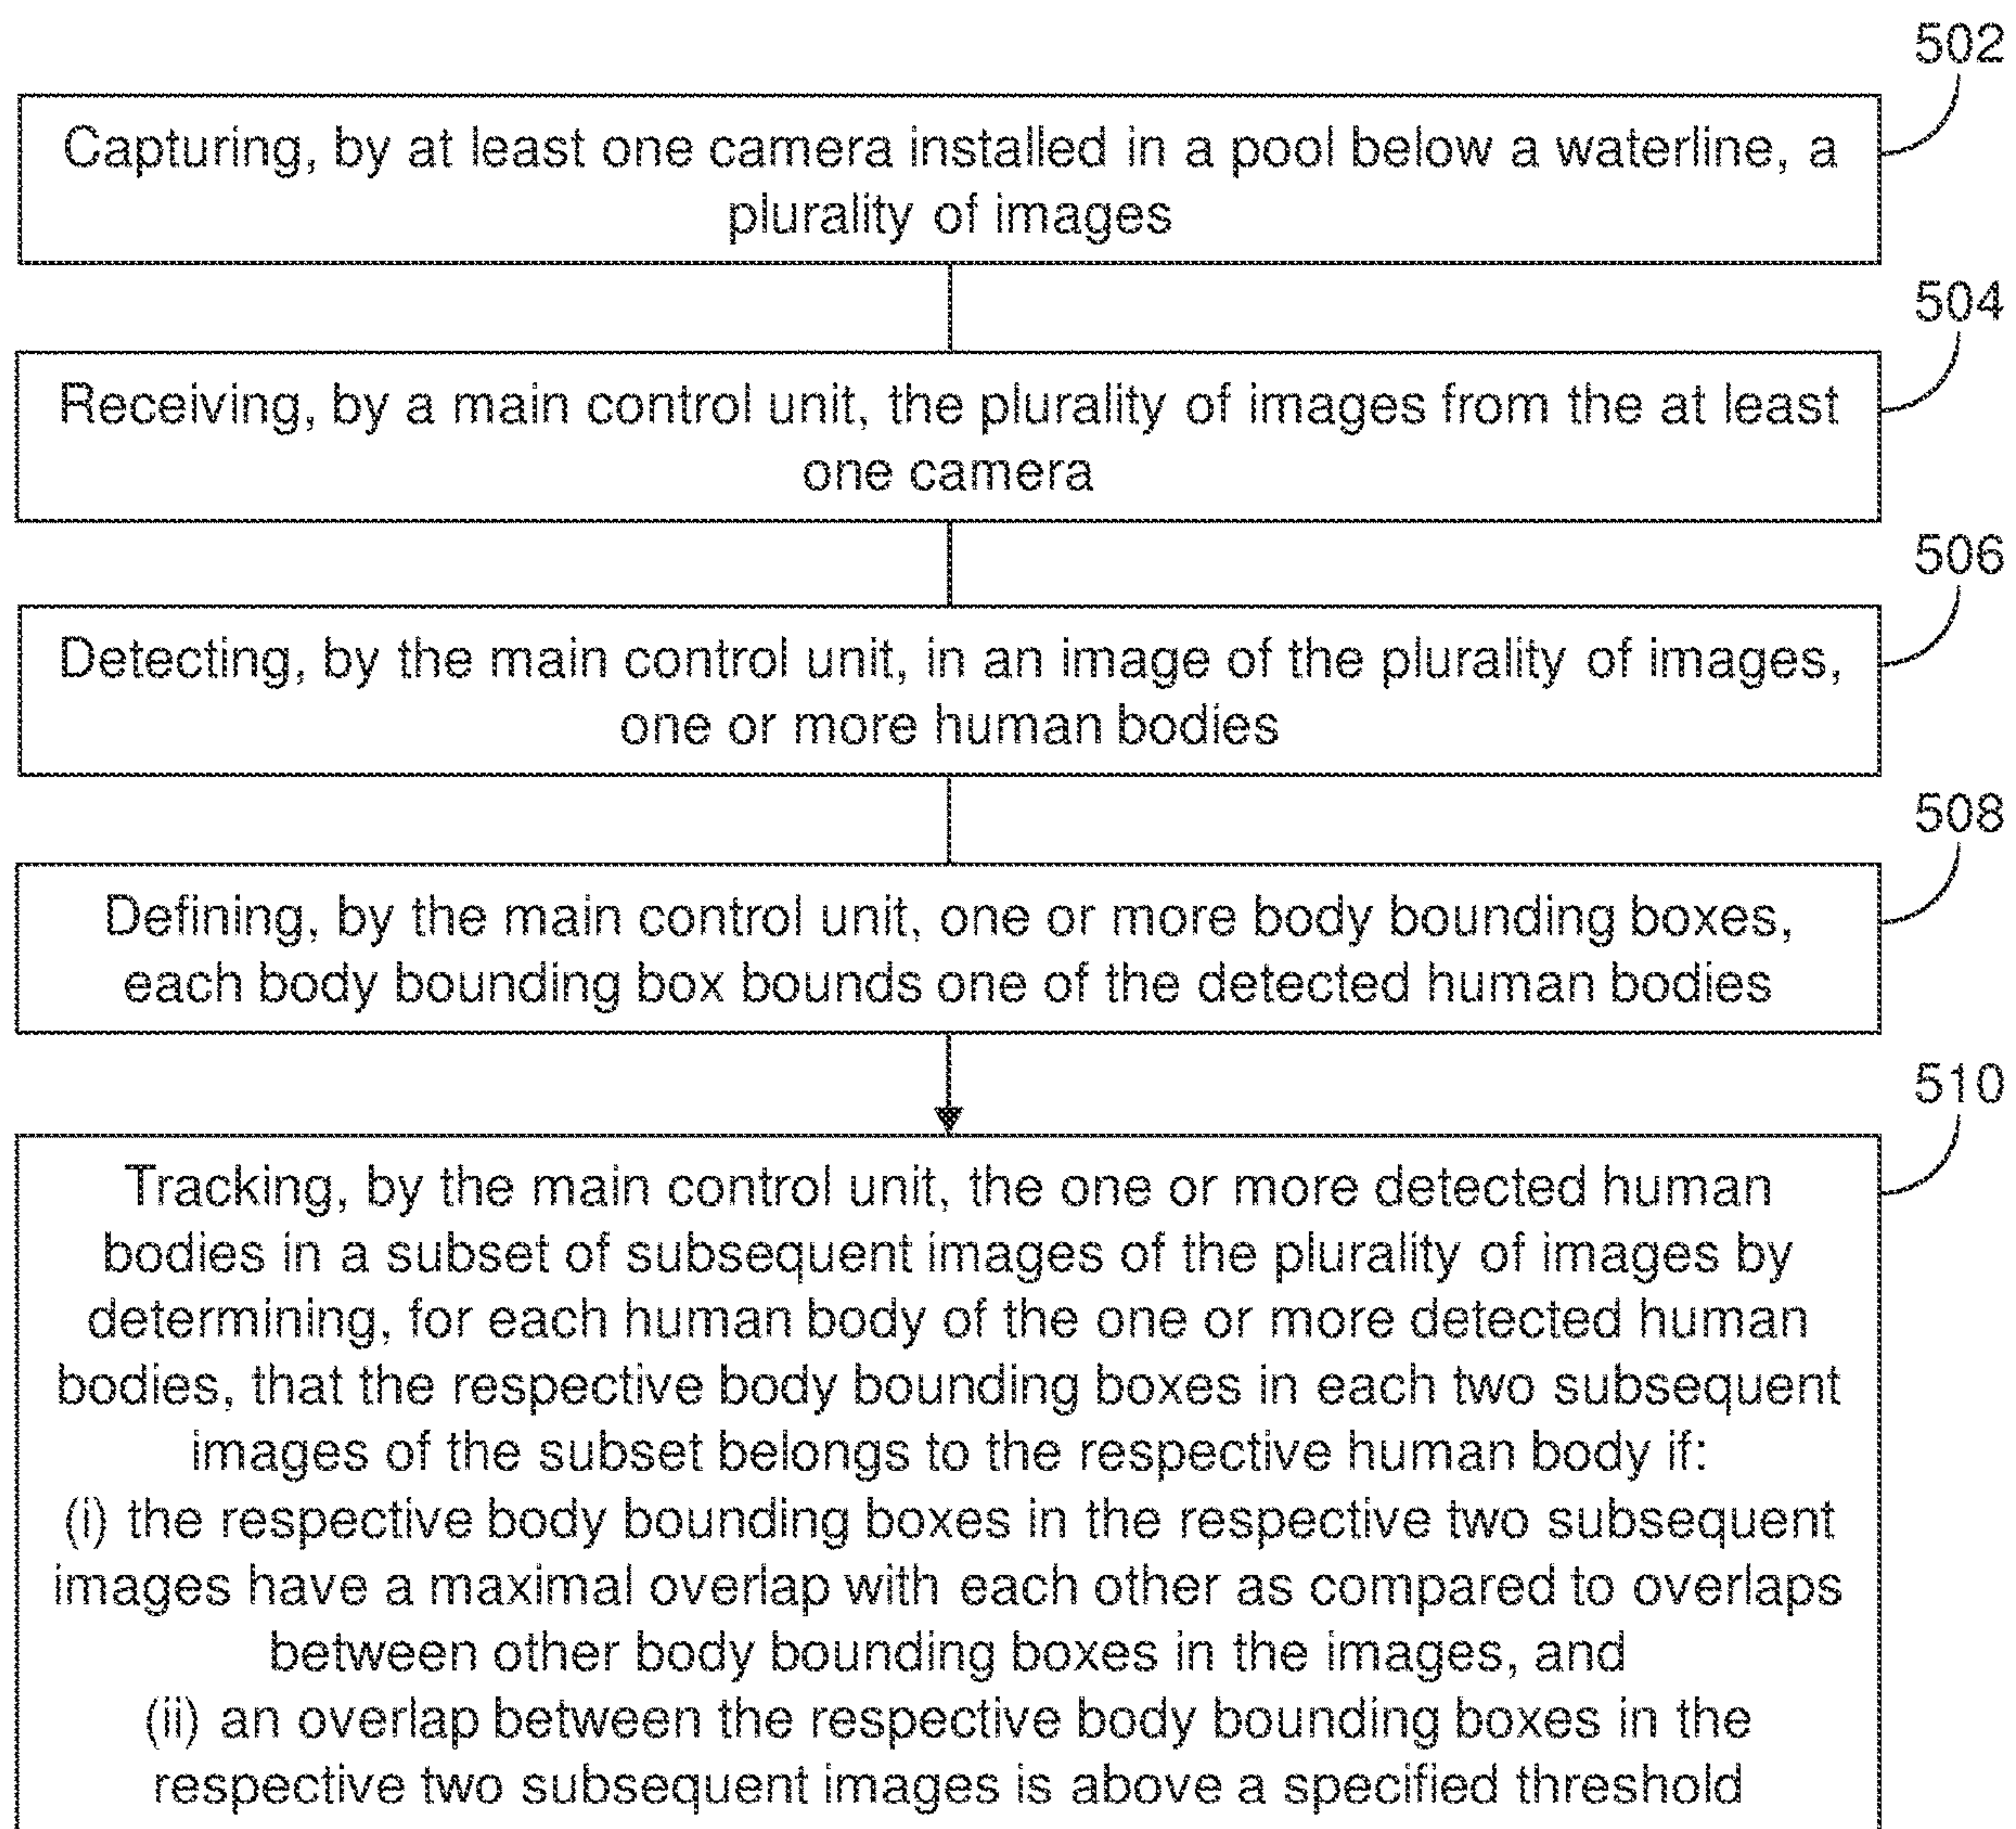 502
Capturing, by at least one camera installed in a pool below a waterline, a
plurality of images
504
Receiving, by a main control unit, the plurality of images from the at least
one camera
506
Detecting, by the main control unit, in an image of the plurality of images,
one or more human bodies
508
Defining, by the main control unit, one or more body bounding boxes,
each body bounding box bounds one of the detected human bodies
510
Tracking, by the main control unit, the one or more detected human
bodies in a subset of subsequent images of the plurality of images by
determining, for each human body of the one or more detected human
bodies, that the respective body bounding boxes in each two subsequent
images of the subset belongs to the respective human body if:
(i) the respective body bounding boxes in the respective two subsequent
images have a maximal overlap with each other as compared to overlaps
between other body bounding boxes in the images, and
(ii) an overlap between the respective body bounding boxes in the
respective two subsequent images is above a specified threshold